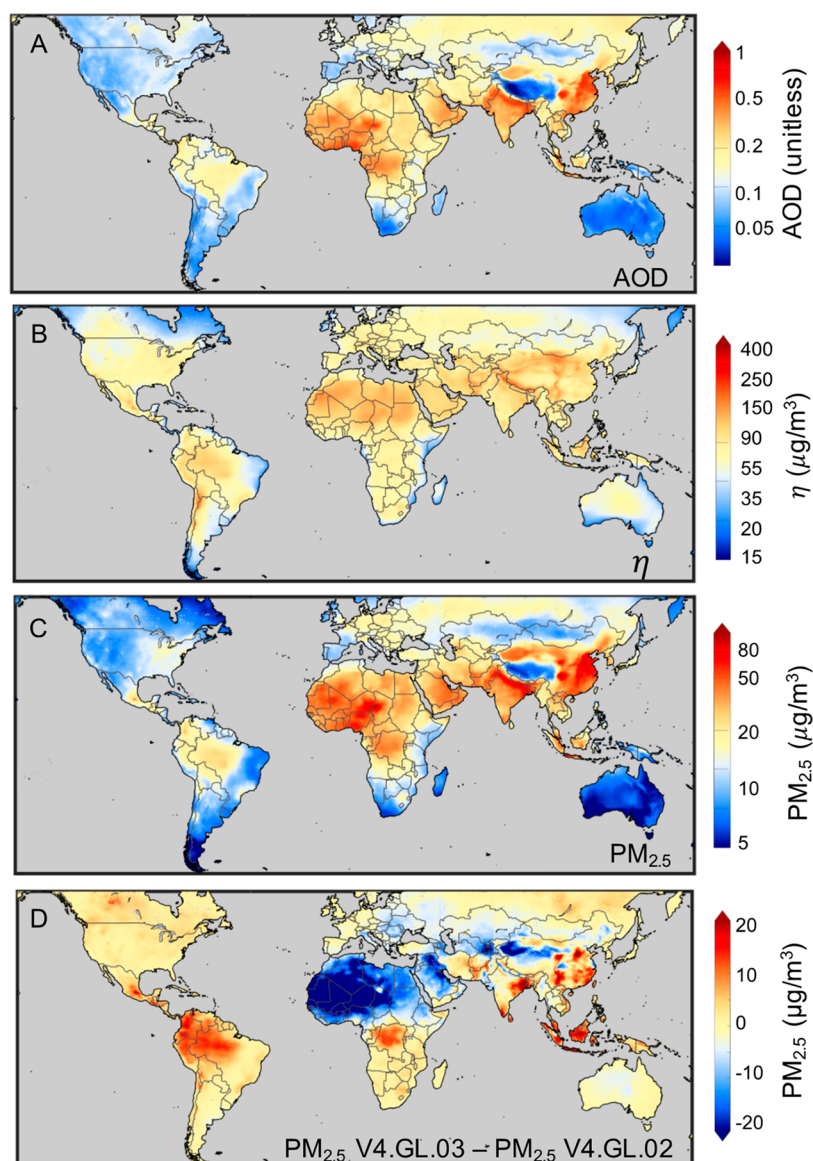 A
AOD
1
0.5
0.2
0.1
0.05
AOD (unitless)
B
η
400
250
150
90
55
35
20
15
η (μg/m³)
C
PM₂.₅
80
50
20
10
5
PM₂.₅ (μg/m³)
D
PM₂.₅ V4.GL.03 – PM₂.₅ V4.GL.02
20
10
0
-10
-20
PM₂.₅ (μg/m³)